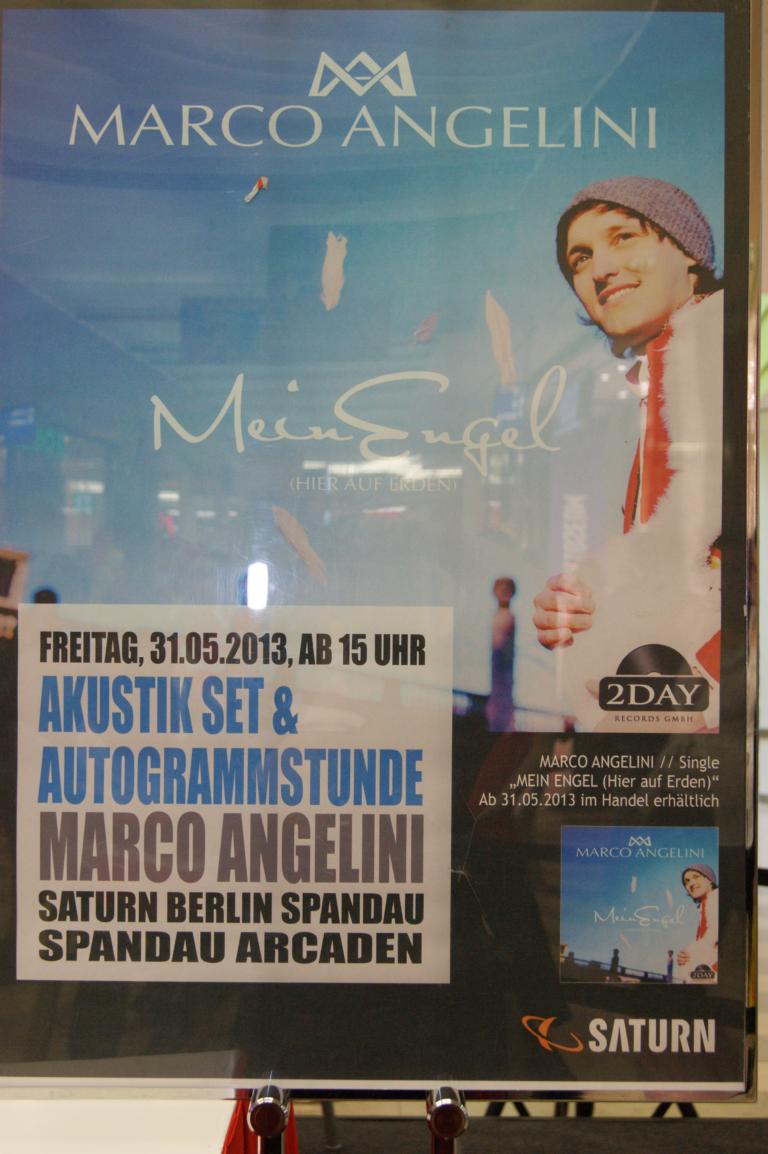 MARCO ANGELINI
Mein Engel
(HIER AUF ERDEN)
2DAY
RECORDS GMBH
FREITAG, 31.05.2013, AB 15 UHR
AKUSTIK SET &
AUTOGRAMMSTUNDE
MARCO ANGELINI
SATURN BERLIN SPANDAU
SPANDAU ARCADEN
MARCO ANGELINI // Single
„MEIN ENGEL (Hier auf Erden)“
Ab 31.05.2013 im Handel erhältlich
MARCO ANGELINI
Mein Engel
2DAY
SATURN